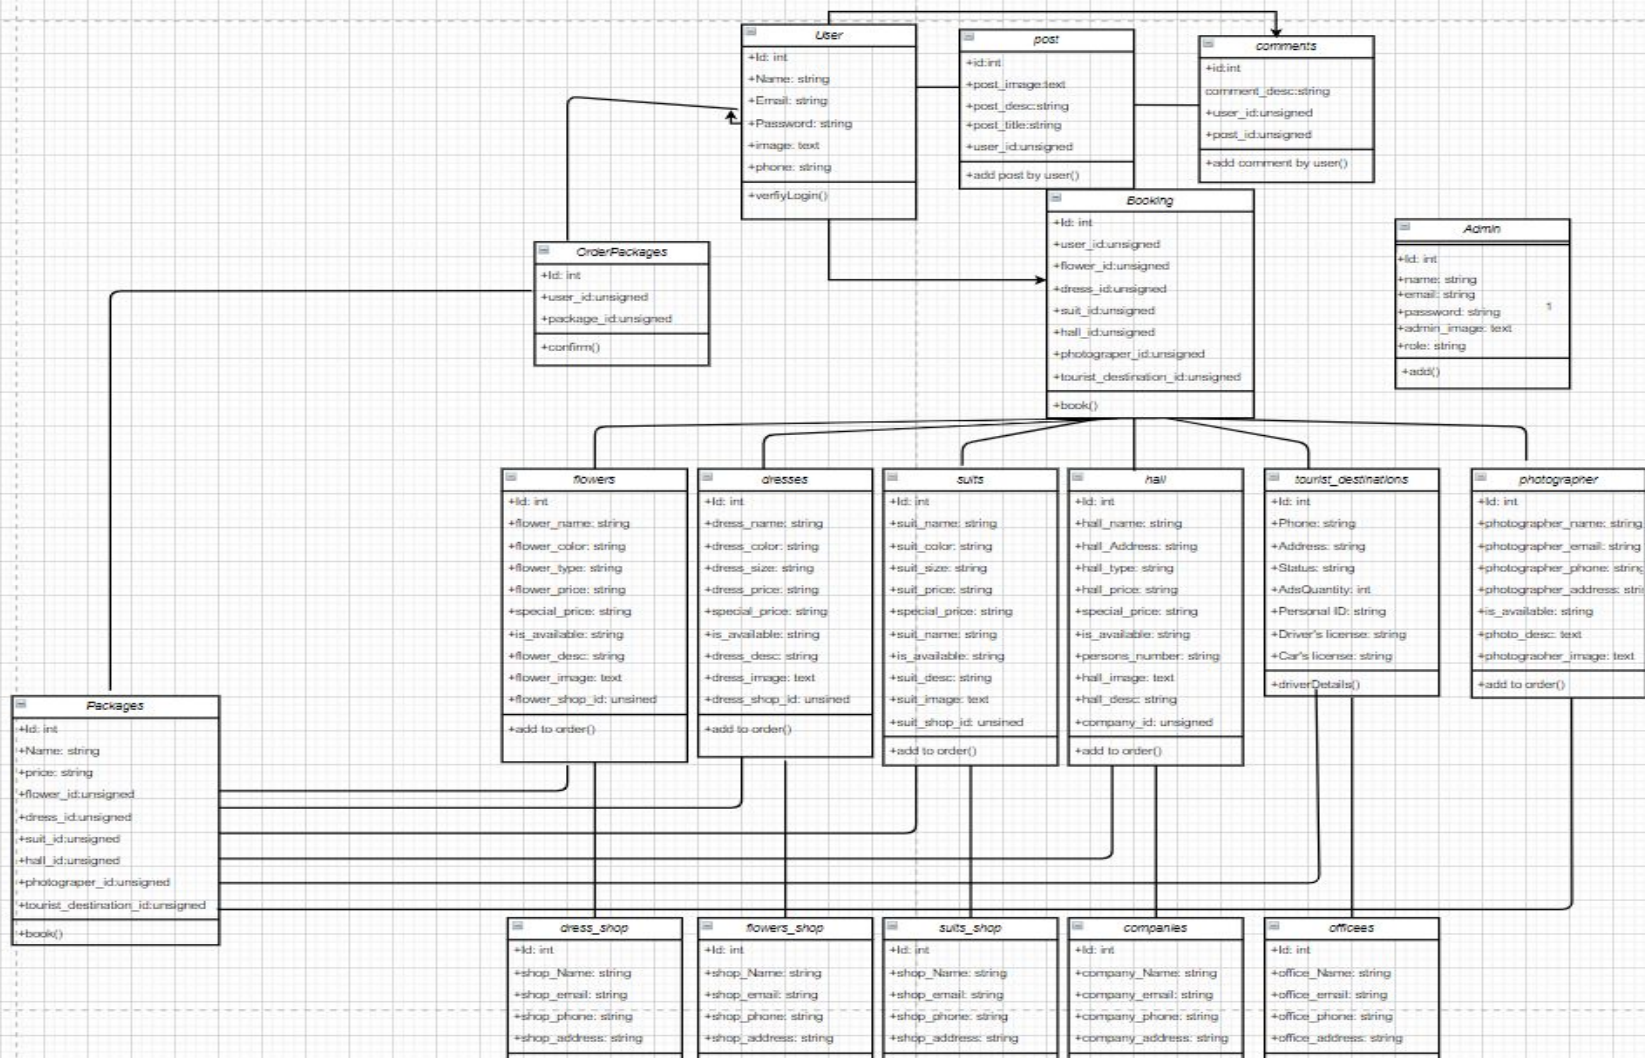 User
+Id: int
+Name: string
+Email: string
+Password: string
+image: text
+phone: string
+verfiyLogin()
post
+id:int
+post_image:text
+post_desc:string
+post_title:string
+user_id:unsigned
+add post by user()
comments
+id:int
comment_desc:string
+user_id:unsigned
+post_id:unsigned
+add comment by user()
OrderPackages
+Id: int
+user_id:unsigned
+package_id:unsigned
+confirm()
Booking
+Id: int
+user_id:unsigned
+flower_id:unsigned
+dress_id:unsigned
+suit_id:unsigned
+hall_id:unsigned
+photograper_id:unsigned
+tourist_destination_id:unsigned
+book()
Admin
+Id: int
+name: string
+email: string
+password: string
+admin_image: text
+role: string
1
+add()
flowers
+Id: int
+flower_name: string
+flower_color: string
+flower_type: string
+flower_price: string
+special_price: string
+is_available: string
+flower_desc: string
+flower_image: text
+flower_shop_id: unsined
+add to order()
dresses
+Id: int
+dress_name: string
+dress_color: string
+dress_size: string
+dress_price: string
+special_price: string
+is_available: string
+dress_desc: string
+dress_image: text
+dress_shop_id: unsined
+add to order()
suits
+Id: int
+suit_name: string
+suit_color: string
+suit_size: string
+suit_price: string
+special_price: string
+suit_name: string
+is_available: string
+suit_desc: string
+suit_image: text
+suit_shop_id: unsined
+add to order()
hall
+Id: int
+hall_name: string
+hall_Address: string
+hall_type: string
+hall_price: string
+special_price: string
+is_available: string
+persons_number: string
+hall_image: text
+hall_desc: string
+company_id: unsigned
+add to order()
tourist_destinations
+Id: int
+Phone: string
+Address: string
+Status: string
+AdsQuantity: int
+Personal ID: string
+Driver's license: string
+Car's license: string
+driverDetails()
photographer
+Id: int
+photographer_name: string
+photographer_email: string
+photographer_phone: string
+photographer_address: stri
+is_available: string
+photo_desc: text
+photograoher_image: text
+add to order()
Packages
+Id: int
+Name: string
+price: string
+flower_id:unsigned
+dress_id:unsigned
+suit_id:unsigned
+hall_id:unsigned
+photograper_id:unsigned
+tourist_destination_id:unsigned
+book()
dress_shop
+Id: int
+shop_Name: string
+shop_email: string
+shop_phone: string
+shop_address: string
flowers_shop
+Id: int
+shop_Name: string
+shop_email: string
+shop_phone: string
+shop_address: string
suits_shop
+Id: int
+shop_Name: string
+shop_email: string
+shop_phone: string
+shop_address: string
companies
+Id: int
+company_Name: string
+company_email: string
+company_phone: string
+company_address: string
officees
+Id: int
+office_Name: string
+office_email: string
+office_phone: string
+office_address: string